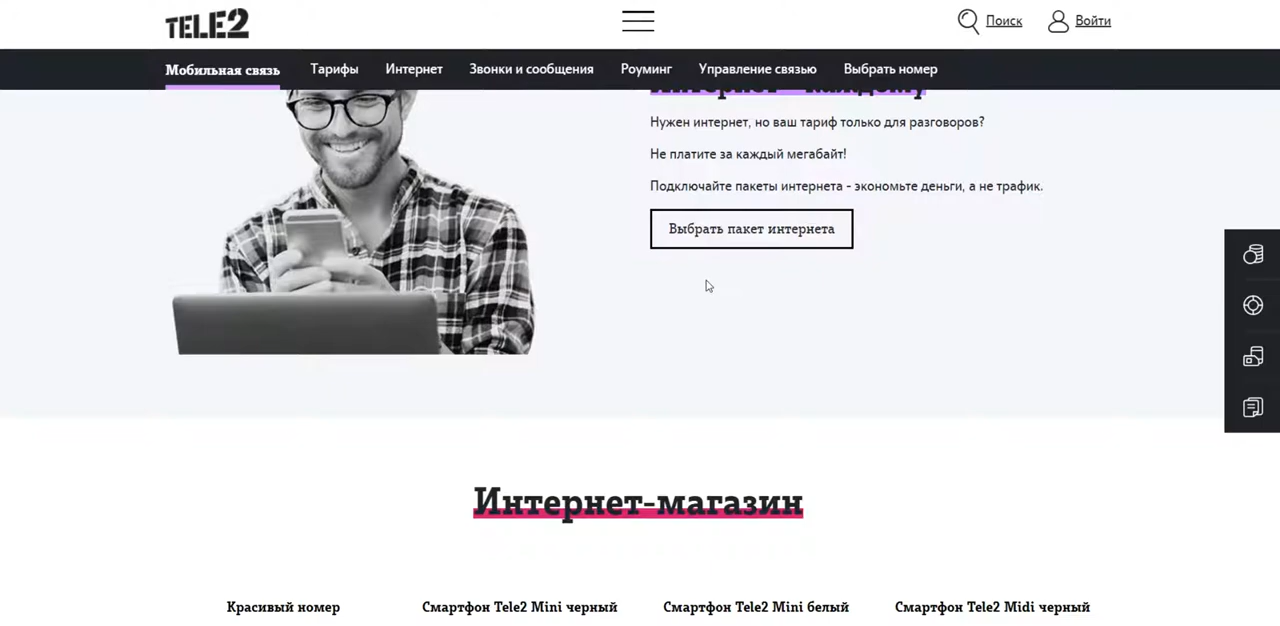 TELE2
Поиск
Войти
Мобильная связь
Тарифы
Интернет
Звонки и сообщения
Роуминг
Управление связью
Выбрать номер
Интернет - каждому
Нужен интернет, но ваш тариф только для разговоров?
Не платите за каждый мегабайт!
Подключайте пакеты интернета - экономьте деньги, а не трафик.
Выбрать пакет интернета
Интернет-магазин
Красивый номер
Смартфон Tele2 Mini черный
Смартфон Tele2 Mini белый
Смартфон Tele2 Midi черный